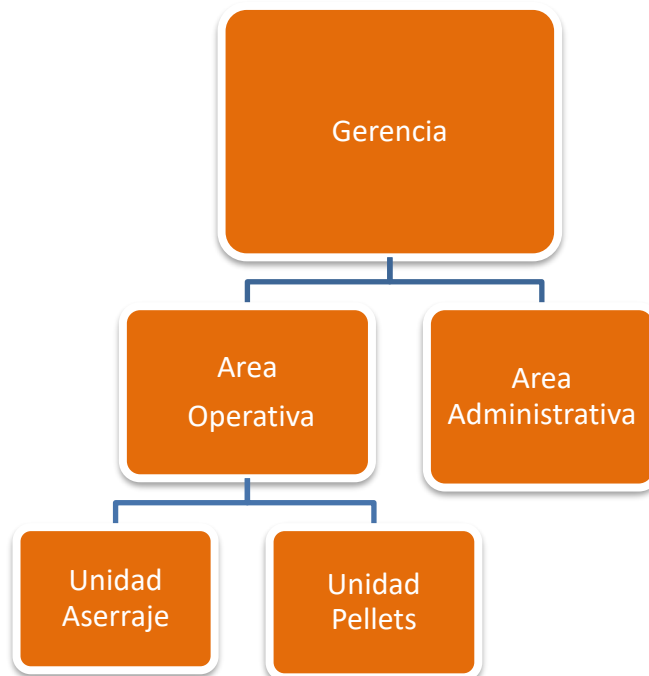 Gerencia
Area
Operativa
Area
Administrativa
Unidad
Aserraje
Unidad
Pellets